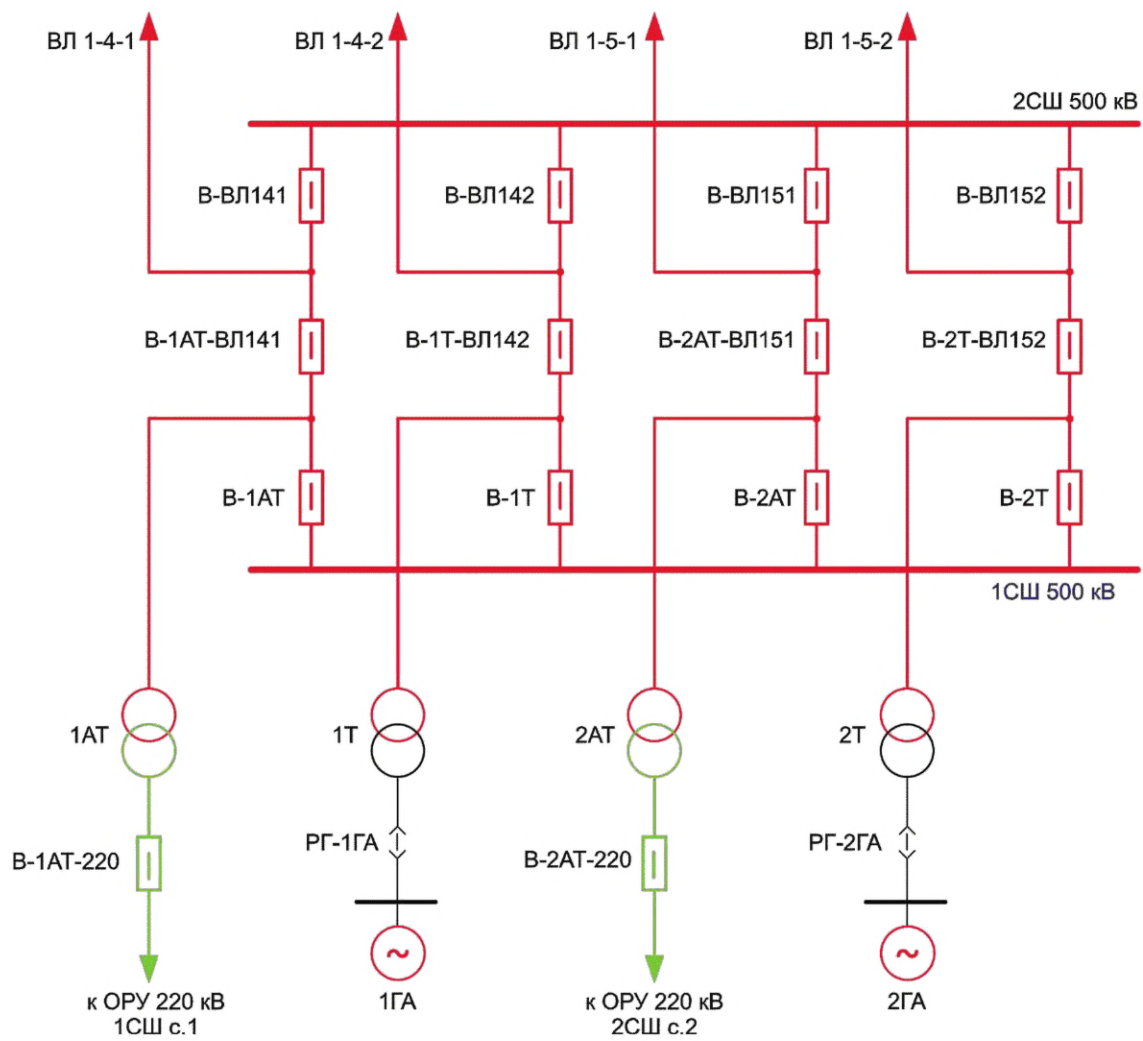 ВЛ 1-4-1
ВЛ 1-4-2
ВЛ 1-5-1
ВЛ 1-5-2
2СШ 500 кВ
В-ВЛ141
В-ВЛ142
В-ВЛ151
В-ВЛ152
В-1АТ-ВЛ141
В-1Т-ВЛ142
В-2АТ-ВЛ151
В-2Т-ВЛ152
В-1АТ
В-1Т
В-2АТ
В-2Т
1СШ 500 кВ
1АТ
1Т
2АТ
2Т
В-1АТ-220
РГ-1ГА
В-2АТ-220
РГ-2ГА
~
~
к ОРУ 220 кВ
1СШ с.1
1ГА
к ОРУ 220 кВ
2СШ с.2
2ГА